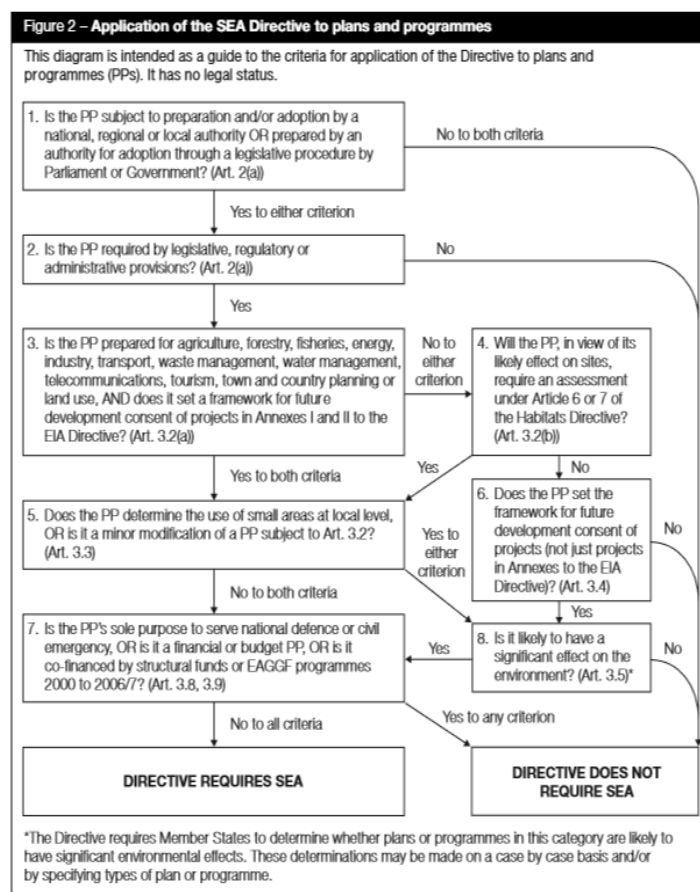 Figure 2 – Application of the SEA Directive to plans and programmes
This diagram is intended as a guide to the criteria for application of the Directive to plans and
programmes (PPs). It has no legal status.
1. Is the PP subject to preparation and/or adoption by a
national, regional or local authority OR prepared by an
authority for adoption through a legislative procedure by
Parliament or Government? (Art. 2(a))
No to both criteria
Yes to either criterion
2. Is the PP required by legislative, regulatory or
administrative provisions? (Art. 2(a))
No
Yes
3. Is the PP prepared for agriculture, forestry, fisheries, energy,
industry, transport, waste management, water management,
telecommunications, tourism, town and country planning or
land use, AND does it set a framework for future
development consent of projects in Annexes I and II to the
EIA Directive? (Art. 3.2(a))
No to
either
criterion
4. Will the PP, in view of its
likely effect on sites,
require an assessment
under Article 6 or 7 of
the Habitats Directive?
(Art. 3.2(b))
Yes to both criteria
Yes
No
5. Does the PP determine the use of small areas at local level,
OR is it a minor modification of a PP subject to Art. 3.2?
(Art. 3.3)
Yes to
either
criterion
6. Does the PP set the
framework for future
development consent of
projects (not just projects
in Annexes to the EIA
Directive)? (Art. 3.4)
No
No to both criteria
Yes
7. Is the PP's sole purpose to serve national defence or civil
emergency, OR is it a financial or budget PP, OR is it
co-financed by structural funds or EAGGF programmes
2000 to 2006/7? (Art. 3.8, 3.9)
Yes
8. Is it likely to have a
significant effect on the
environment? (Art. 3.5)*
No
No to all criteria
Yes to any criterion
DIRECTIVE REQUIRES SEA
DIRECTIVE DOES NOT
REQUIRE SEA
*The Directive requires Member States to determine whether plans or programmes in this category are likely to
have significant environmental effects. These determinations may be made on a case by case basis and/or
by specifying types of plan or programme.